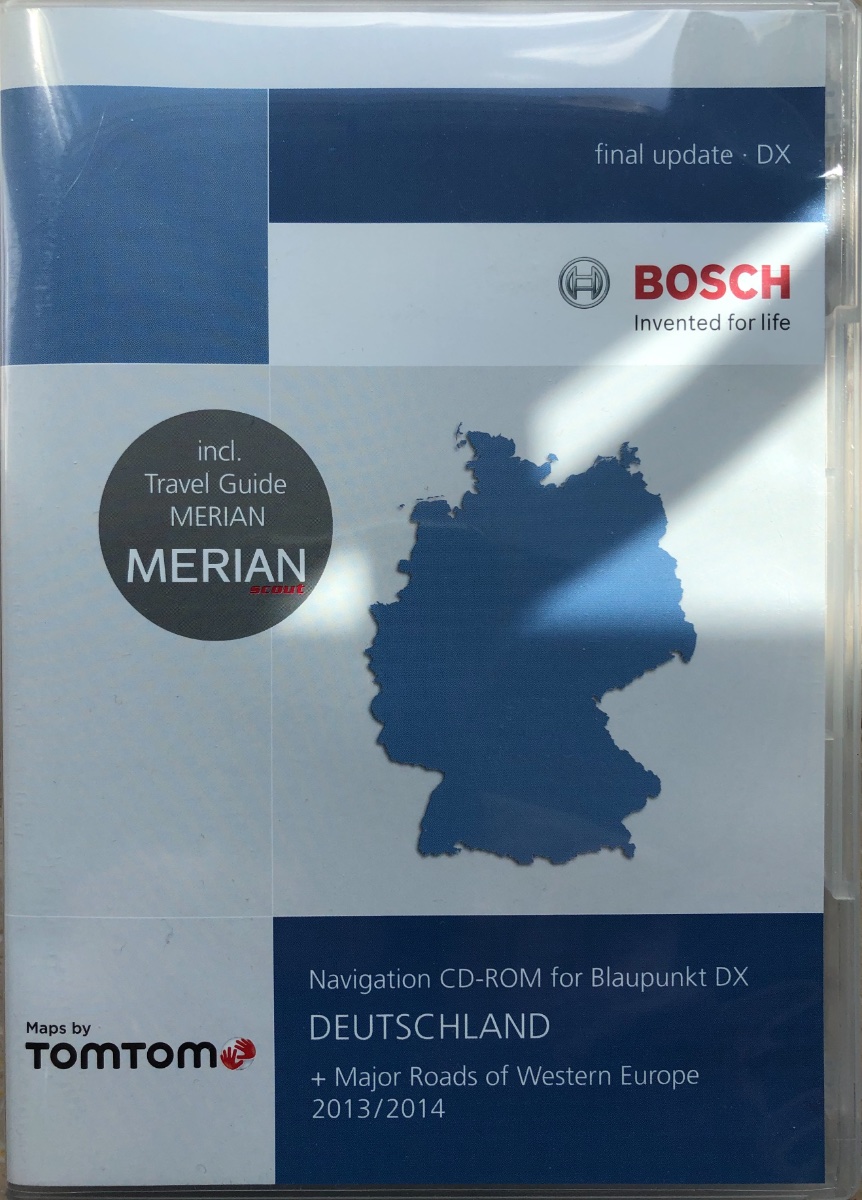 final update · DX
BOSCH
Invented for life
incl.
Travel Guide
MERIAN
MERIAN
scout
Navigation CD-ROM for Blaupunkt DX
DEUTSCHLAND
+ Major Roads of Western Europe
2013/2014
Maps by
TOMTOM